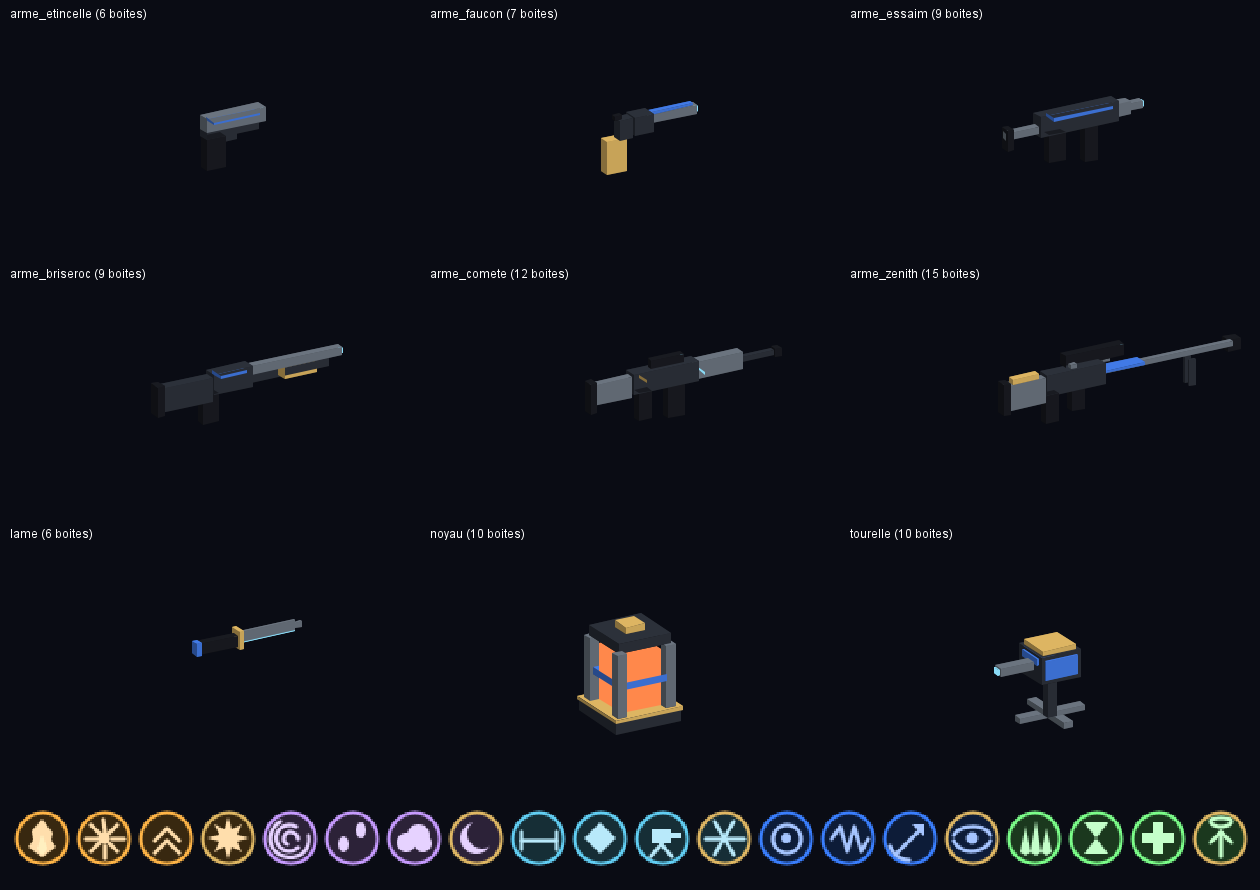 arme_etincelle (6 boites)
arme_faucon (7 boites)
arme_essaim (9 boites)
arme_briseroc (9 boites)
arme_comete (12 boites)
arme_zenith (15 boites)
lame (6 boites)
noyau (10 boites)
tourelle (10 boites)